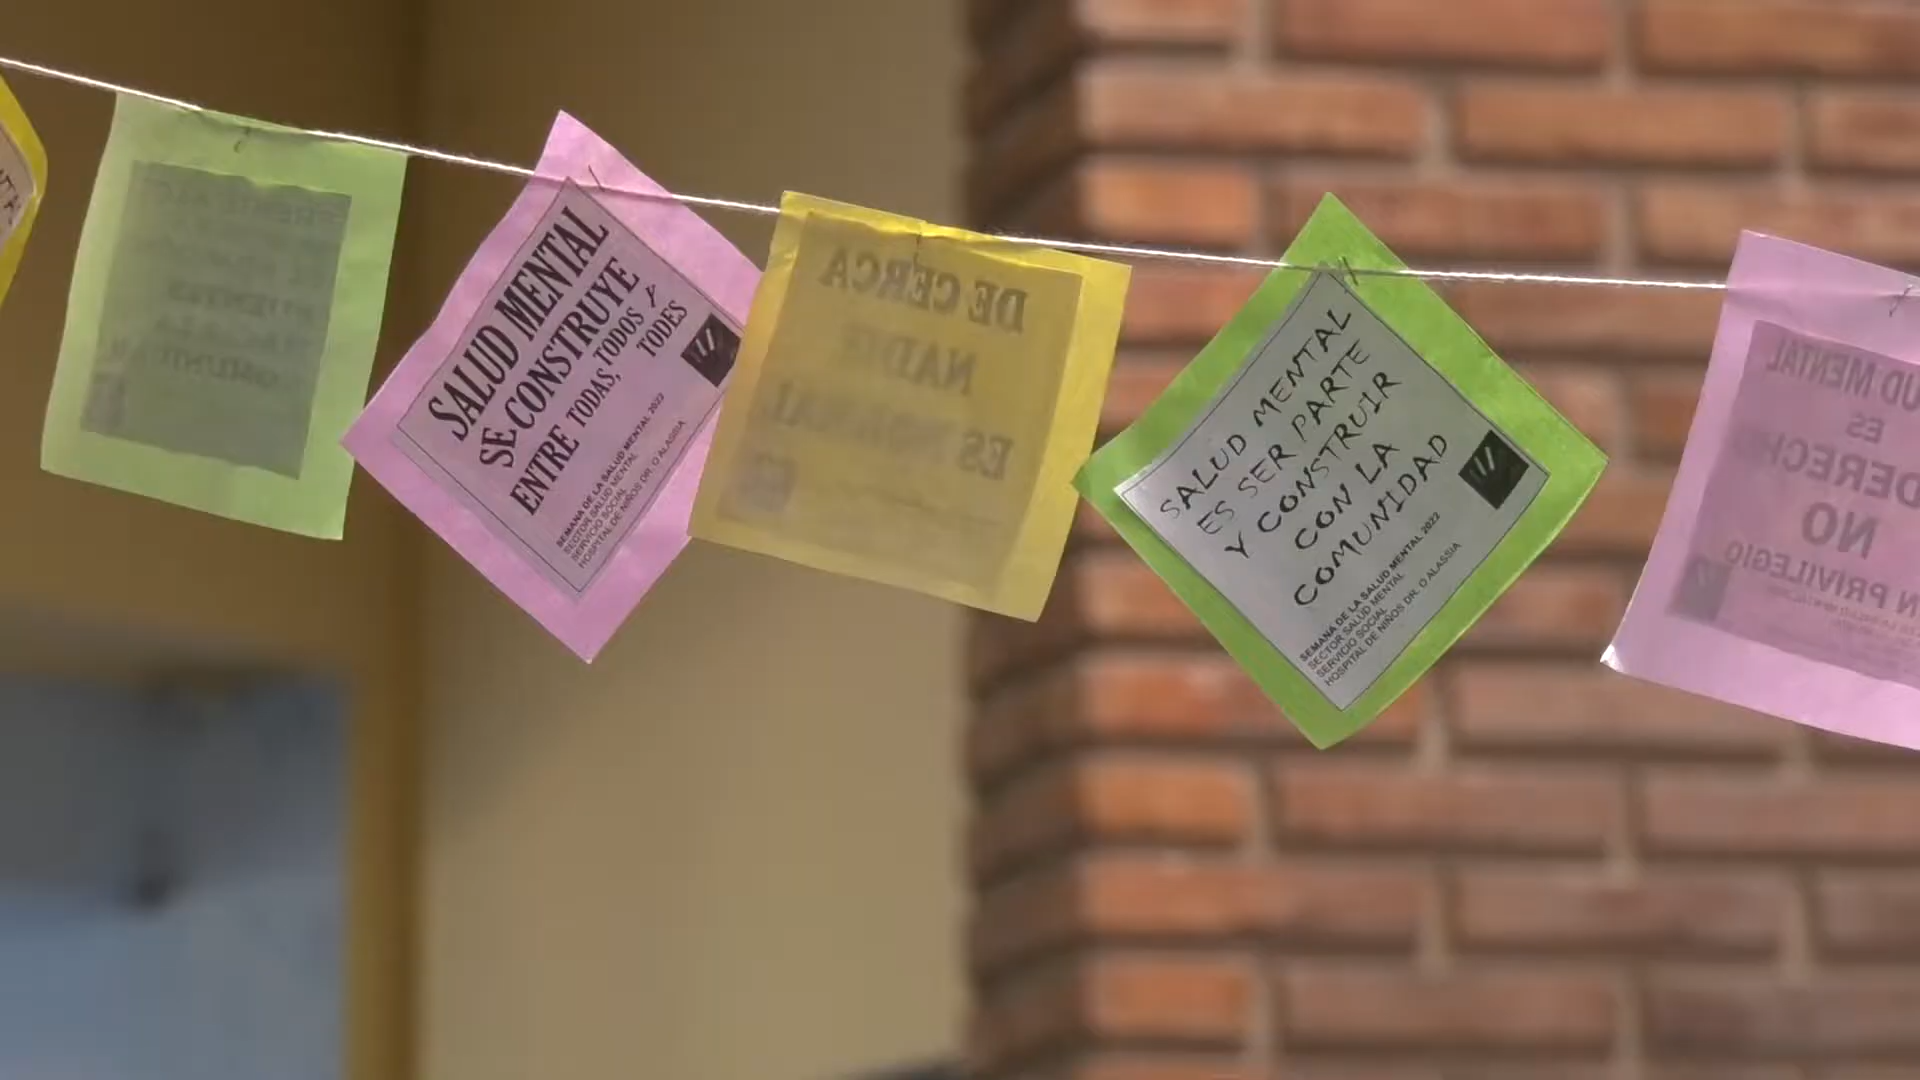 SALUD MENTAL
SE CONSTRUYE
ENTRE TODAS, TODOS Y
TODES
SEMANA DE LA SALUD MENTAL 2022
SECTOR SALUD MENTAL
SERVICIO SOCIAL
HOSPITAL DE NIÑOS DR. O ALASSIA
DE CERCA
NADIE
ES NORMAL
SALUD MENTAL
ES SER PARTE
Y CONSTRUIR
CON LA
COMUNIDAD
SEMANA DE LA SALUD MENTAL 2022
SECTOR SALUD MENTAL
SERVICIO SOCIAL
HOSPITAL DE NIÑOS DR. O ALASSIA
MENTAL
ES
NO
PRIVILEGIO